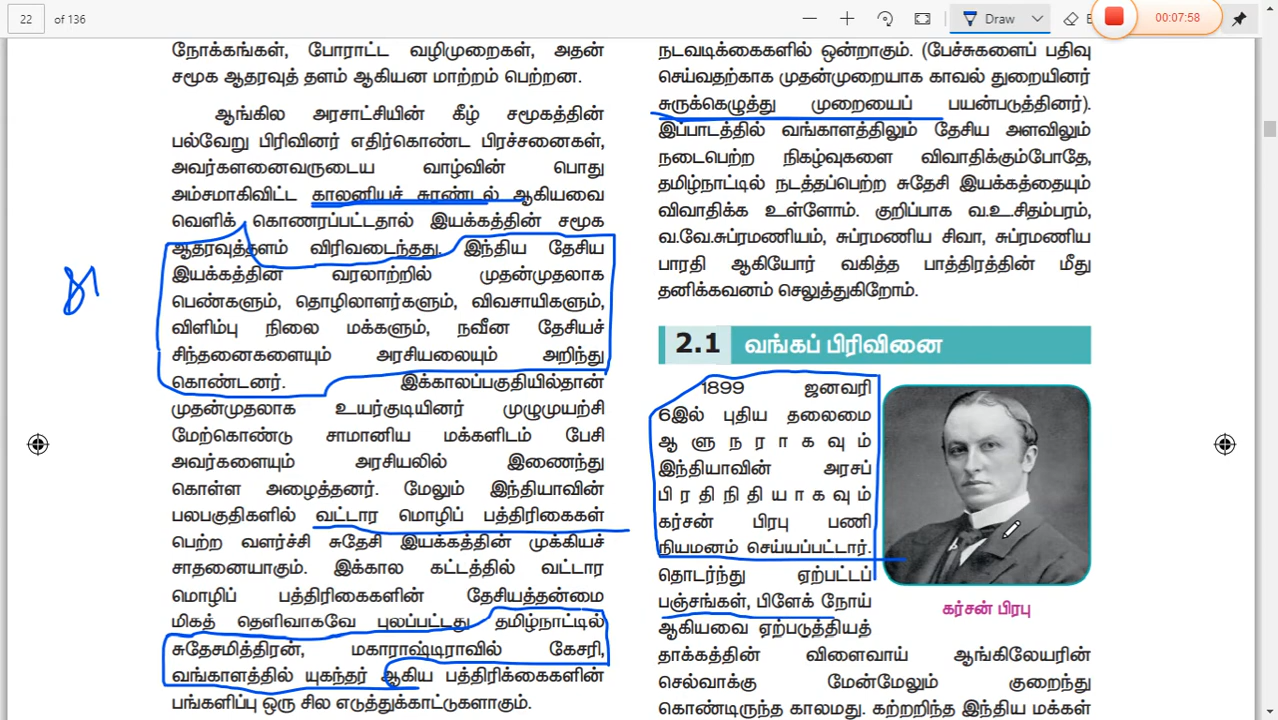 22 of 136
Draw
00:07:58
நோக்கங்கள், போராட்ட வழிமுறைகள், அதன்
சமூக ஆதரவுத் தளம் ஆகியன மாற்றம் பெற்றன.
ஆங்கில அரசாட்சியின் கீழ் சமூகத்தின்
பல்வேறு பிரிவினர் எதிர்கொண்ட பிரச்சனைகள்,
அவர்களனைவருடைய வாழ்வின் பொது
அம்சமாகிவிட்ட காலனியச் சுரண்டல் ஆகியவை
வெளிக் கொணரப்பட்டதால் இயக்கத்தின் சமூக
ஆதரவுத்தளம் விரிவடைந்தது. இந்திய தேசிய
இயக்கத்தின் வரலாற்றில் முதன்முதலாக
பெண்களும், தொழிலாளர்களும், விவசாயிகளும்,
விளிம்பு நிலை மக்களும், நவீன தேசியச்
சிந்தனைகளையும் அரசியலையும் அறிந்து
கொண்டனர். இக்காலப்பகுதியில்தான்
முதன்முதலாக உயர்குடியினர் முழுமுயற்சி
மேற்கொண்டு சாமானிய மக்களிடம் பேசி
அவர்களையும் அரசியலில் இணைந்து
கொள்ள அழைத்தனர். மேலும் இந்தியாவின்
பலபகுதிகளில் வட்டார மொழிப் பத்திரிகைகள்
பெற்ற வளர்ச்சி சுதேசி இயக்கத்தின் முக்கியச்
சாதனையாகும். இக்கால கட்டத்தில் வட்டார
மொழிப் பத்திரிகைகளின் தேசியத்தன்மை
மிகத் தெளிவாகவே புலப்பட்டது. தமிழ்நாட்டில்
சுதேசமித்திரன், மகாராஷ்டிராவில் கேசரி,
வங்காளத்தில் யுகந்தர் ஆகிய பத்திரிக்கைகளின்
பங்களிப்பு ஒரு சில எடுத்துக்காட்டுகளாகும்.
நடவடிக்கைகளில் ஒன்றாகும். (பேச்சுகளைப் பதிவு
செய்வதற்காக முதன்முறையாக காவல் துறையினர்
சுருக்கெழுத்து முறையைப் பயன்படுத்தினர்).
இப்பாடத்தில் வங்காளத்திலும் தேசிய அளவிலும்
நடைபெற்ற நிகழ்வுகளை விவாதிக்கும்போதே,
தமிழ்நாட்டில் நடத்தப்பெற்ற சுதேசி இயக்கத்தையும்
விவாதிக்க உள்ளோம். குறிப்பாக வ.உ.சிதம்பரம்,
வ.வே.சுப்ரமணியம், சுப்ரமணிய சிவா, சுப்ரமணிய
பாரதி ஆகியோர் வகித்த பாத்திரத்தின் மீது
தனிக்கவனம் செலுத்துகிறோம்.
2.1 வங்கப் பிரிவினை
1899 ஜனவரி
6இல் புதிய தலைமை
ஆளுநராகவும்
இந்தியாவின் அரசப்
பிரதிநிதியாகவும்
கர்சன் பிரபு பணி
நியமனம் செய்யப்பட்டார்.
தொடர்ந்து ஏற்பட்டப்
பஞ்சங்கள், பிளேக் நோய்
ஆகியவை ஏற்படுத்தியத்
தாக்கத்தின் விளைவாய் ஆங்கிலேயரின்
செல்வாக்கு மேன்மேலும் குறைந்து
கொண்டிருந்த காலமது. கற்றறிந்த இந்திய மக்கள்
கர்சன் பிரபு